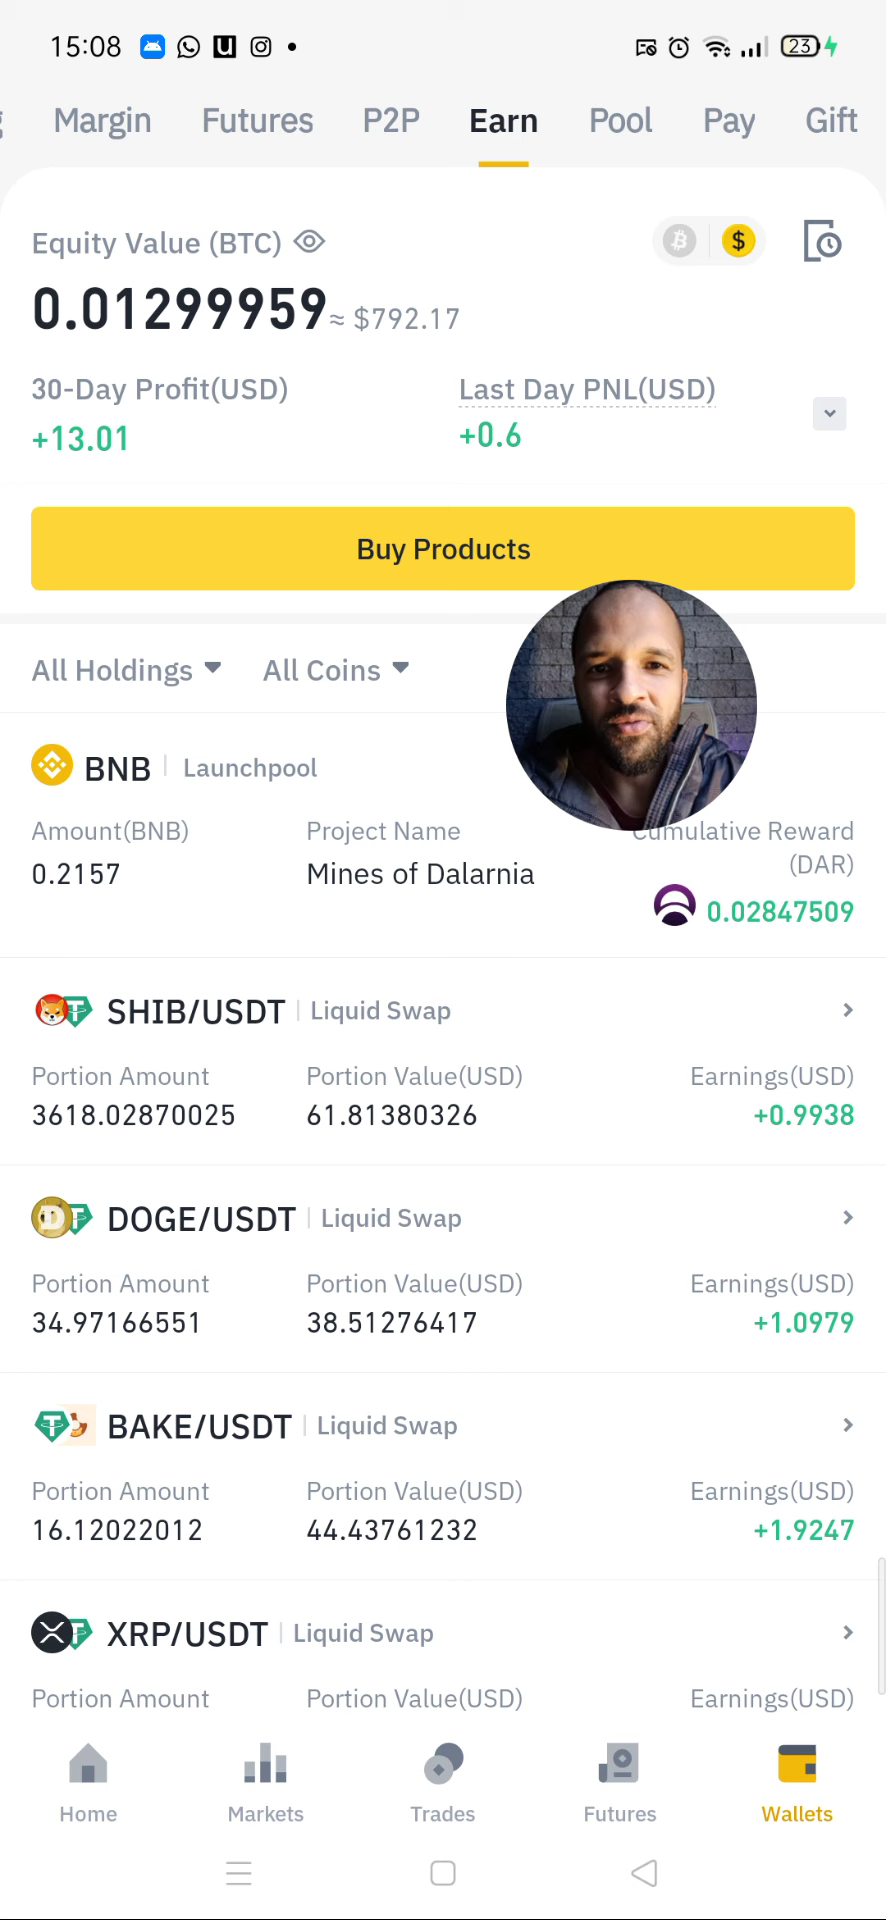 15:08
23
Margin Futures P2P Earn Pool Pay Gift
Equity Value (BTC)
$
0.01299959 ≈ $792.17
30-Day Profit(USD) Last Day PNL(USD)
+13.01 +0.6
Buy Products
All Holdings All Coins
BNB Launchpool
Amount(BNB) Project Name Cumulative Reward
(DAR)
0.2157 Mines of Dalarnia
0.02847509
SHIB/USDT Liquid Swap
Portion Amount Portion Value(USD) Earnings(USD)
3618.02870025 61.81380326 +0.9938
DOGE/USDT Liquid Swap
Portion Amount Portion Value(USD) Earnings(USD)
34.97166551 38.51276417 +1.0979
BAKE/USDT Liquid Swap
Portion Amount Portion Value(USD) Earnings(USD)
16.12022012 44.43761232 +1.9247
XRP/USDT Liquid Swap
Portion Amount Portion Value(USD) Earnings(USD)
Home Markets Trades Futures Wallets